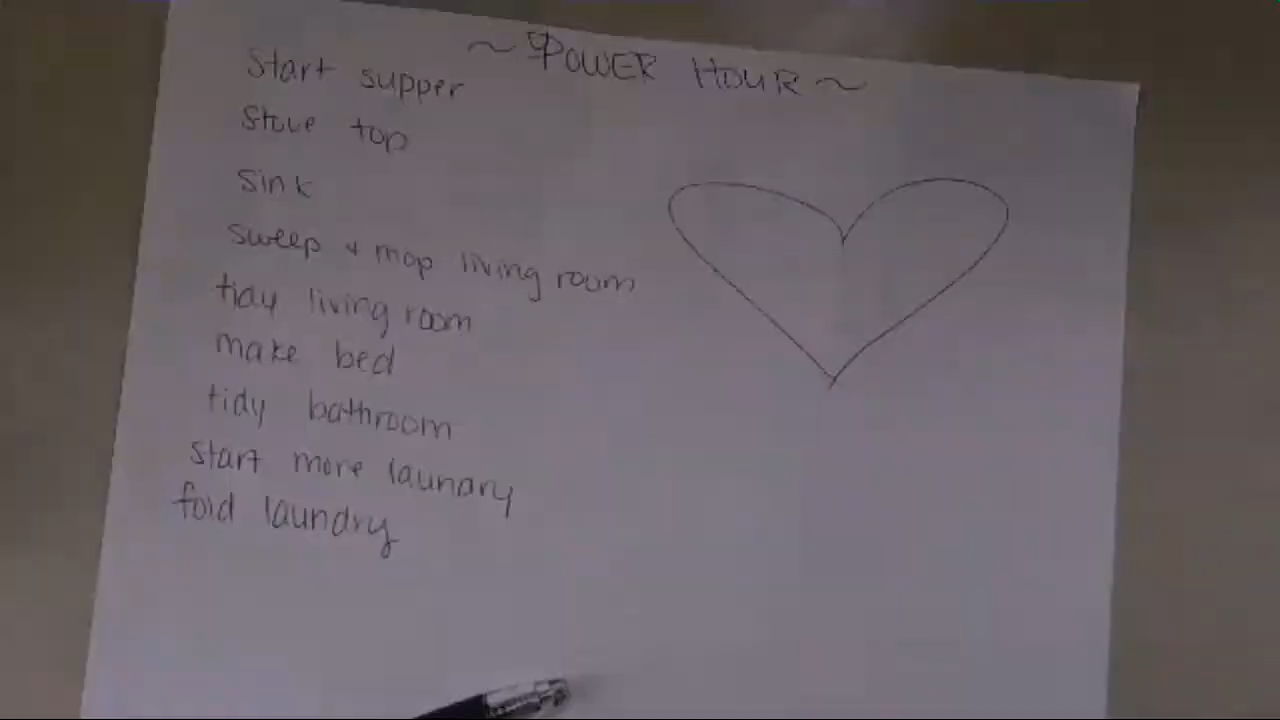 ~ POWER HOUR ~
Start supper
Stove top
Sink
sweep + mop living room
tidy living room
make bed
tidy bathroom
start more laundry
fold laundry